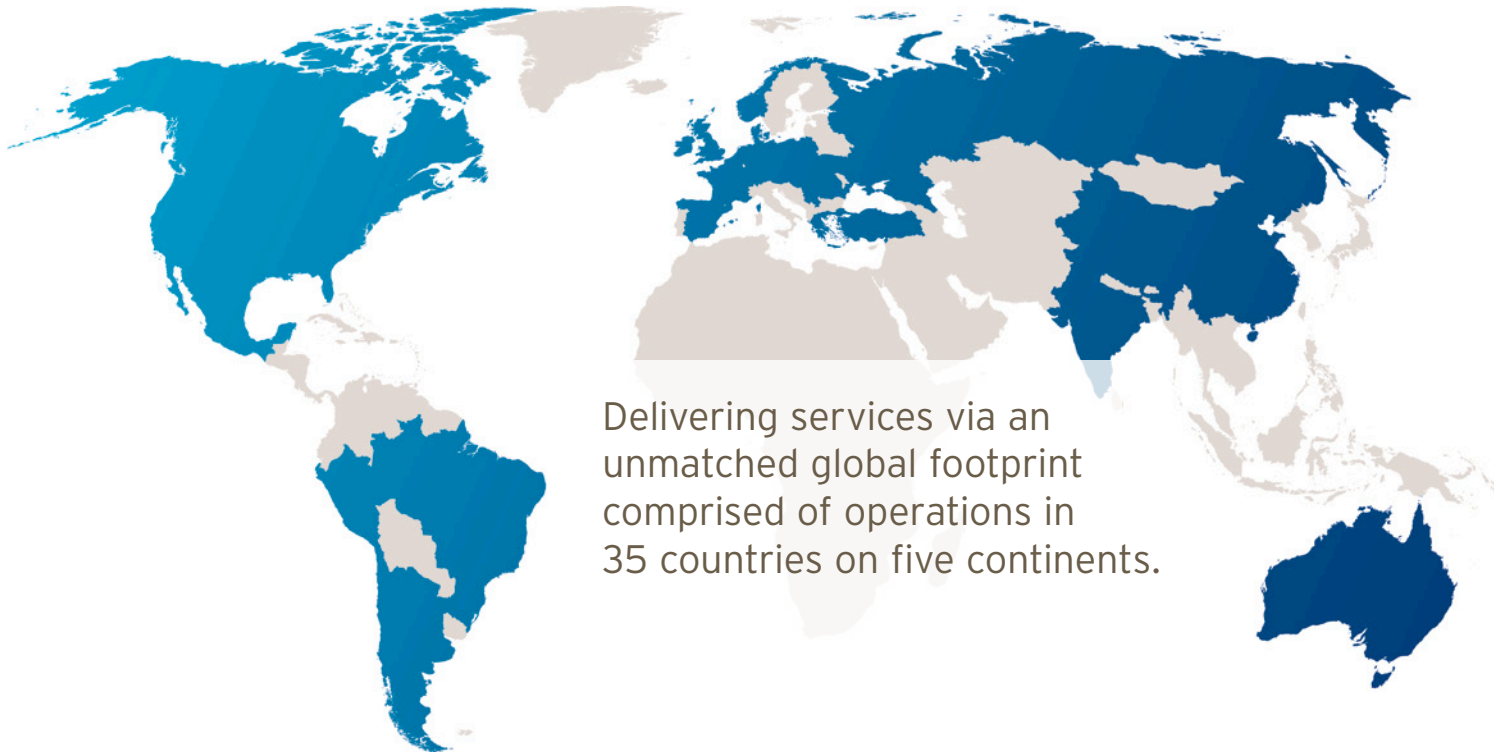 Delivering services via an
unmatched global footprint
comprised of operations in
35 countries on five continents.